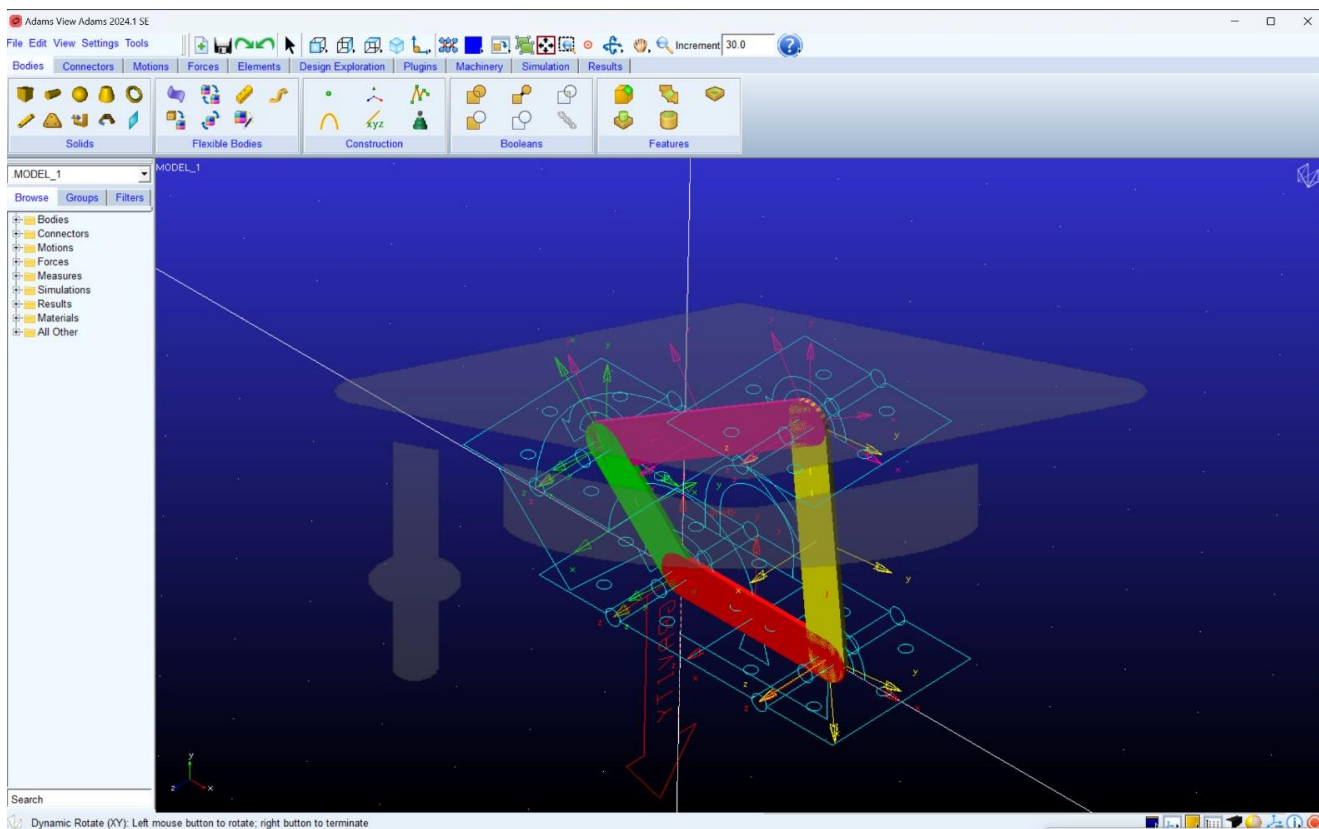 Adams View Adams 2024.1 SE
File Edit View Settings Tools
Increment 30.0
Bodies Connectors Motions Forces Elements Design Exploration Plugins Machinery Simulation Results
xyz
Solids Flexible Bodies Construction Booleans Features
.MODEL_1
MODEL_1
Browse Groups Filters
Bodies
Connectors
Motions
Forces
Measures
Simulations
Results
Materials
All Other
GRAVITY
y
z x
Search
Dynamic Rotate (XY): Left mouse button to rotate; right button to terminate